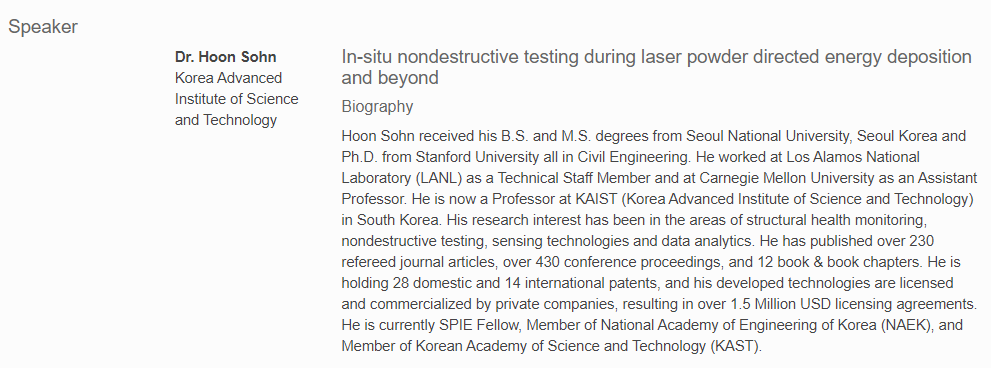 Speaker
Dr. Hoon Sohn
Korea Advanced
Institute of Science
and Technology
In-situ nondestructive testing during laser powder directed energy deposition
and beyond
Biography
Hoon Sohn received his B.S. and M.S. degrees from Seoul National University, Seoul Korea and
Ph.D. from Stanford University all in Civil Engineering. He worked at Los Alamos National
Laboratory (LANL) as a Technical Staff Member and at Carnegie Mellon University as an Assistant
Professor. He is now a Professor at KAIST (Korea Advanced Institute of Science and Technology)
in South Korea. His research interest has been in the areas of structural health monitoring,
nondestructive testing, sensing technologies and data analytics. He has published over 230
refereed journal articles, over 430 conference proceedings, and 12 book & book chapters. He is
holding 28 domestic and 14 international patents, and his developed technologies are licensed
and commercialized by private companies, resulting in over 1.5 Million USD licensing agreements.
He is currently SPIE Fellow, Member of National Academy of Engineering of Korea (NAEK), and
Member of Korean Academy of Science and Technology (KAST).